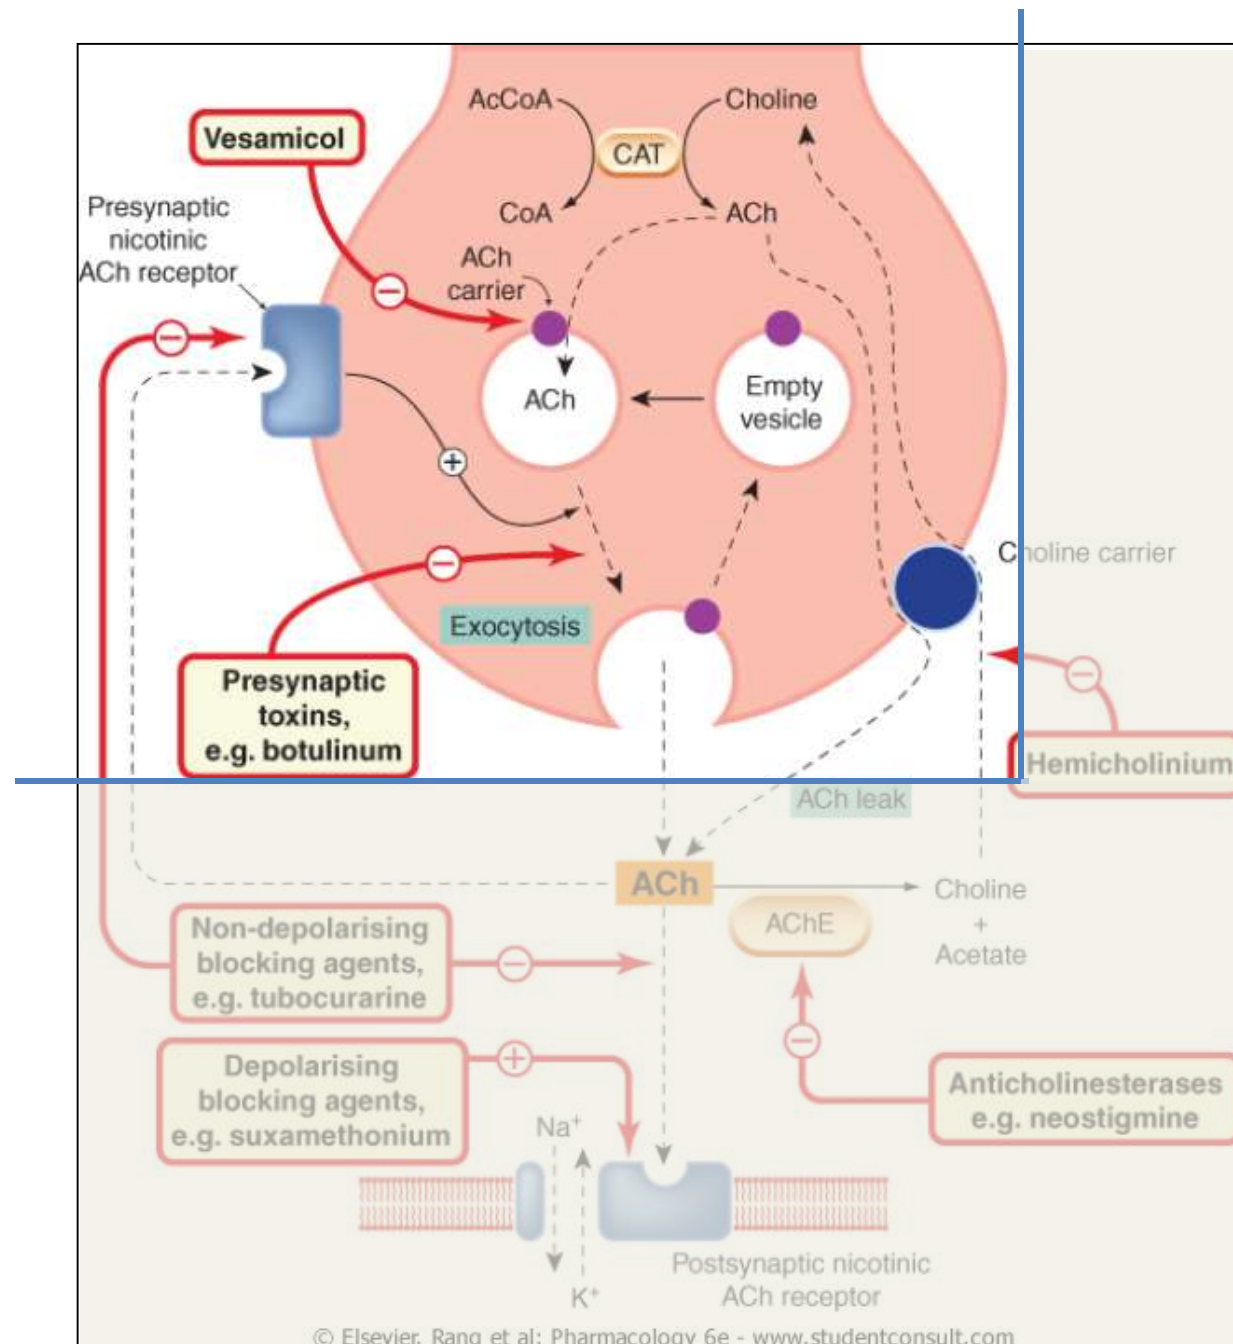 AcCoA
Choline
CAT
CoA
ACh
Vesamicol
Presynaptic
nicotinic
ACh receptor
ACh
carrier
ACh
Empty
vesicle
+
Exocytosis
Choline carrier
Presynaptic
toxins,
e.g. botulinum
Hemicholinium
ACh leak
ACh
Choline
+
Acetate
AChE
Non-depolarising
blocking agents,
e.g. tubocurarine
Depolarising
blocking agents,
e.g. suxamethonium
+
Anticholinesterases
e.g. neostigmine
Na⁺
K⁺
Postsynaptic nicotinic
ACh receptor
© Elsevier. Rang et al: Pharmacology 6e - www.studentconsult.com